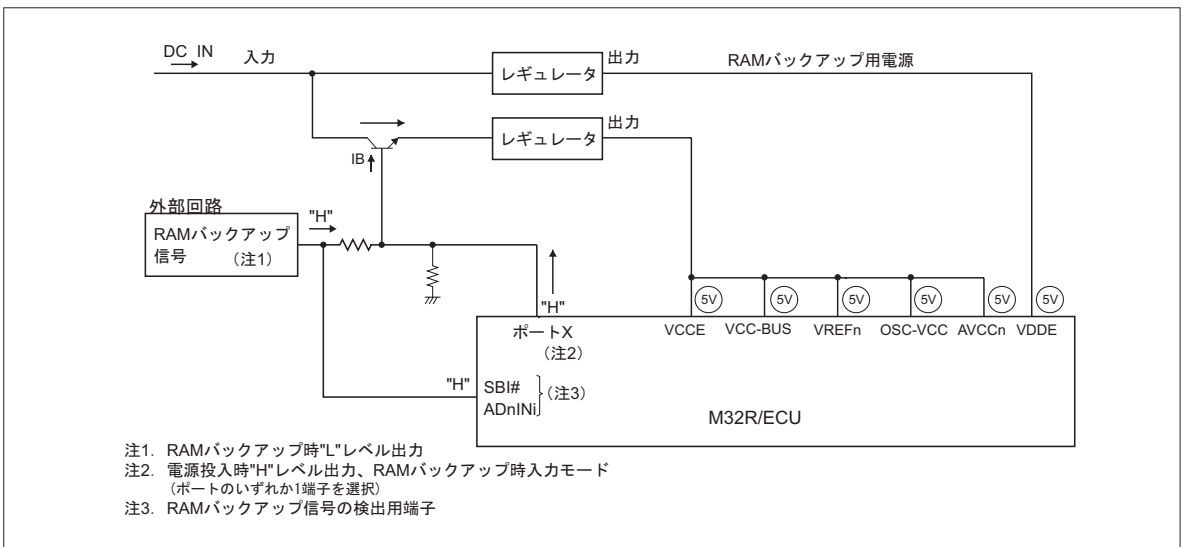 DC_IN
入力
レギュレータ
出力
RAMバックアップ用電源
レギュレータ
出力
IB
外部回路
"H"
RAMバックアップ
信号 (注1)
"H"
5V
5V
5V
5V
5V
5V
ポートX
(注2)
VCCE
VCC-BUS
VREFn
OSC-VCC
AVCCn
VDDE
"H"
SBI#
ADnINi
(注3)
M32R/ECU
注1. RAMバックアップ時"L"レベル出力
注2. 電源投入時"H"レベル出力、RAMバックアップ時入力モード
(ポートのいずれか1端子を選択)
注3. RAMバックアップ信号の検出用端子